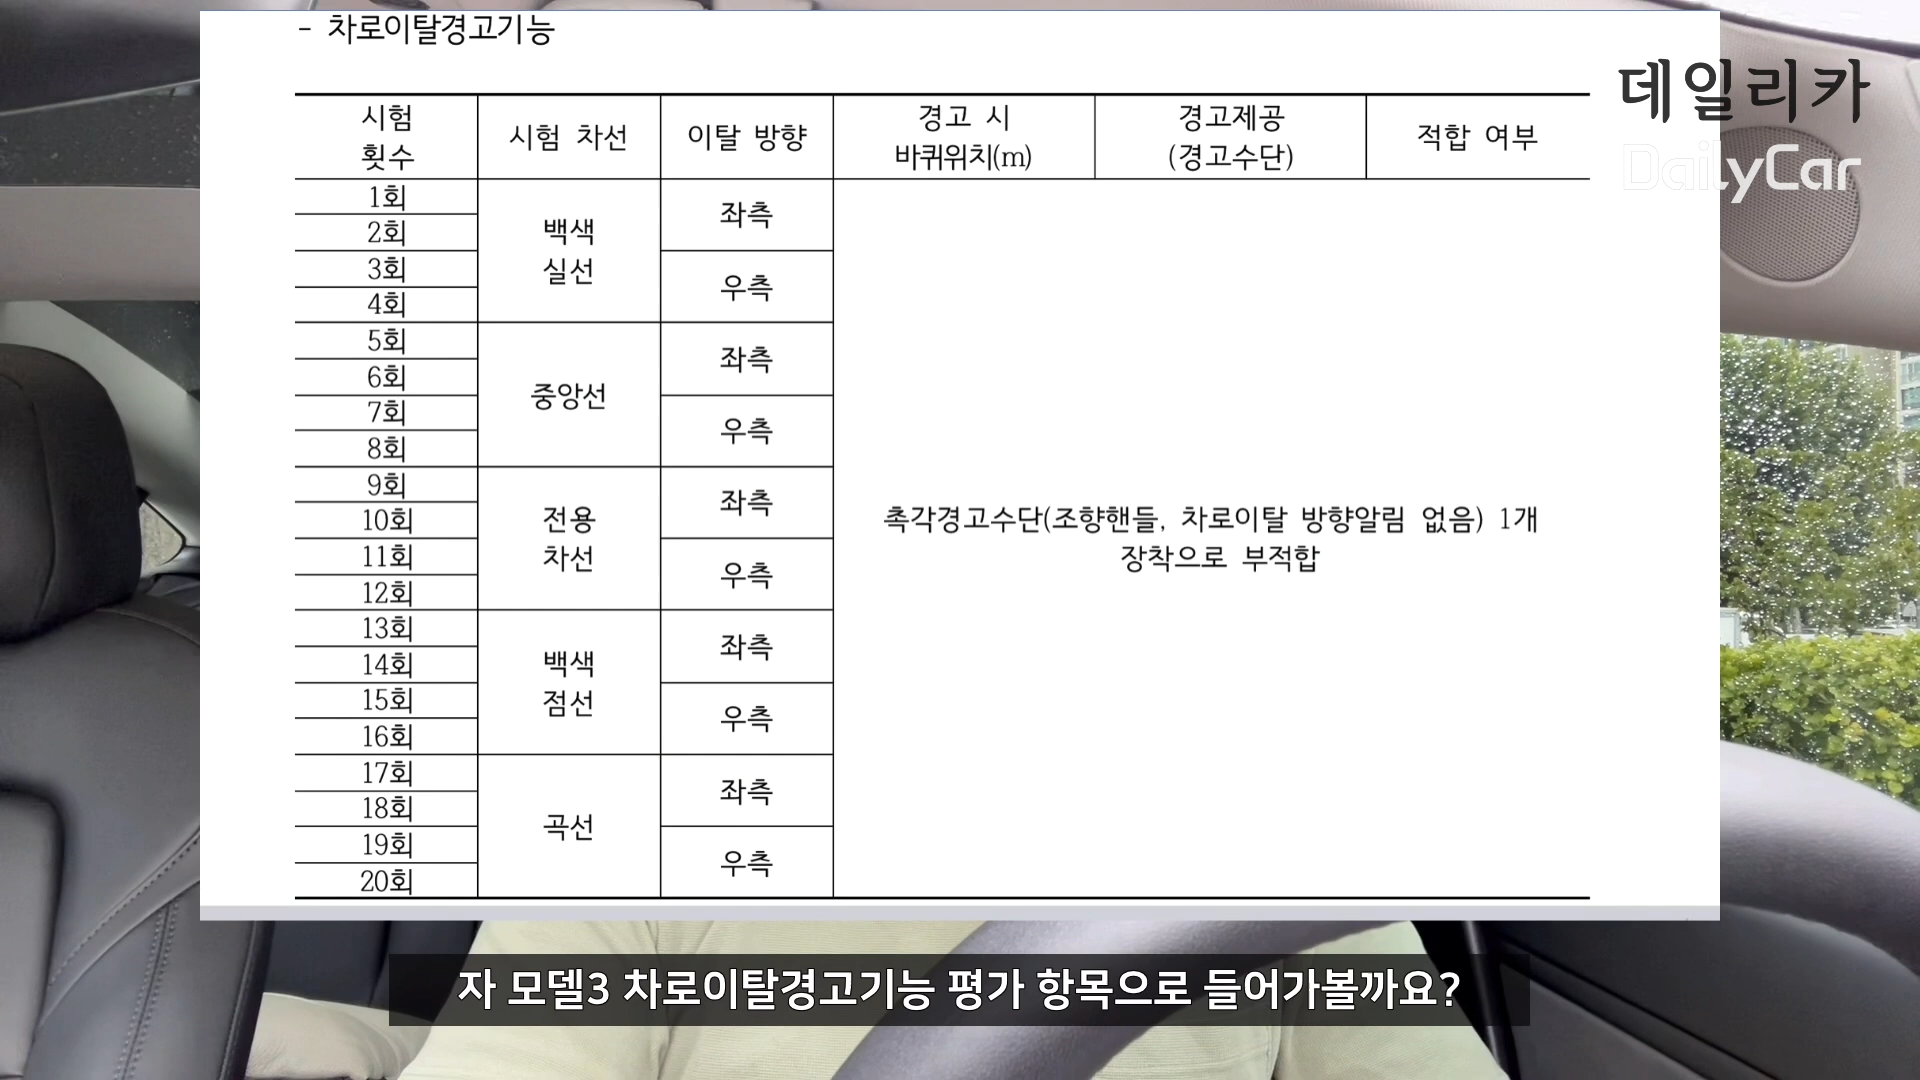 - 차로이탈경고기능
데일리카
DailyCar
시험 횟수
시험 차선
이탈 방향
경고 시 바퀴위치(m)
경고제공 (경고수단)
적합 여부
1회
백색 실선
좌측
2회
3회
우측
4회
5회
중앙선
좌측
6회
7회
우측
8회
9회
전용 차선
좌측
10회
11회
우측
12회
13회
백색 점선
좌측
14회
15회
우측
16회
17회
곡선
좌측
18회
19회
우측
20회
촉각경고수단(조향핸들, 차로이탈 방향알림 없음) 1개
장착으로 부적합
자 모델3 차로이탈경고기능 평가 항목으로 들어가볼까요?